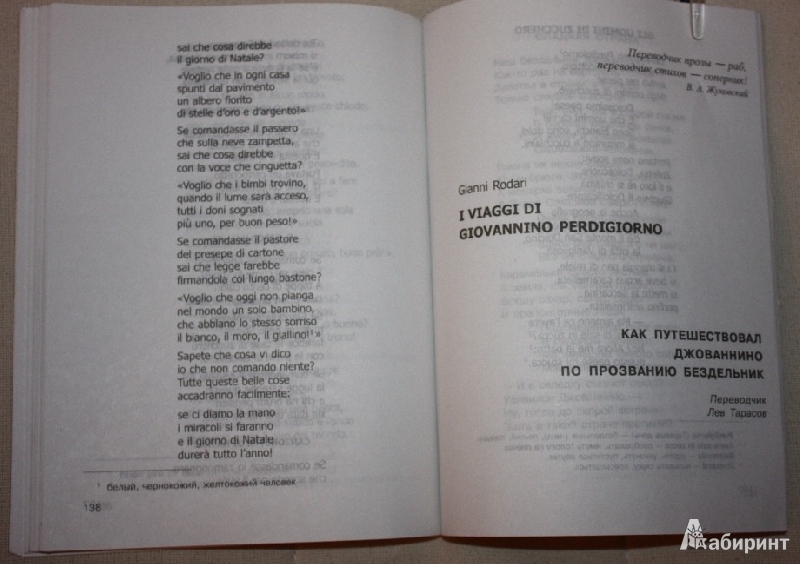 sai che cosa direbbe
il giorno di Natale?
«Voglio che in ogni casa
spunti dal pavimento
un albero fiorito
di stelle d'oro e d'argento!»
Se comandasse il passero
che sulla neve zampetta,
sai che cosa direbbe
con la voce che cinguetta?
«Voglio che i bimbi trovino,
quando il lume sarà acceso,
tutti i doni sognati
più uno, per buon peso!»
Se comandasse il pastore
del presepe di cartone
sai che legge farebbe
firmandola col lungo bastone?
«Voglio che oggi non pianga
nel mondo un solo bambino,
che abbiano lo stesso sorriso
il bianco, il moro, il giallino!¹»
Sapete che cosa vi dico
io che non comando niente?
Tutte queste belle cose
accadranno facilmente:
se ci diamo la mano
i miracoli si faranno
e il giorno di Natale
durerà tutto l'anno!
¹ белый, чернокожий, желтокожий человек
138
Переводчик прозы — раб,
переводчик стихов — соперник!
В. А. Жуковский
Gianni Rodari
I VIAGGI DI
GIOVANNINO PERDIGIORNO
КАК ПУТЕШЕСТВОВАЛ
ДЖОВАННИНО
ПО ПРОЗВАНИЮ БЕЗДЕЛЬНИК
Переводчик
Лев Тарасов
Лабиринт